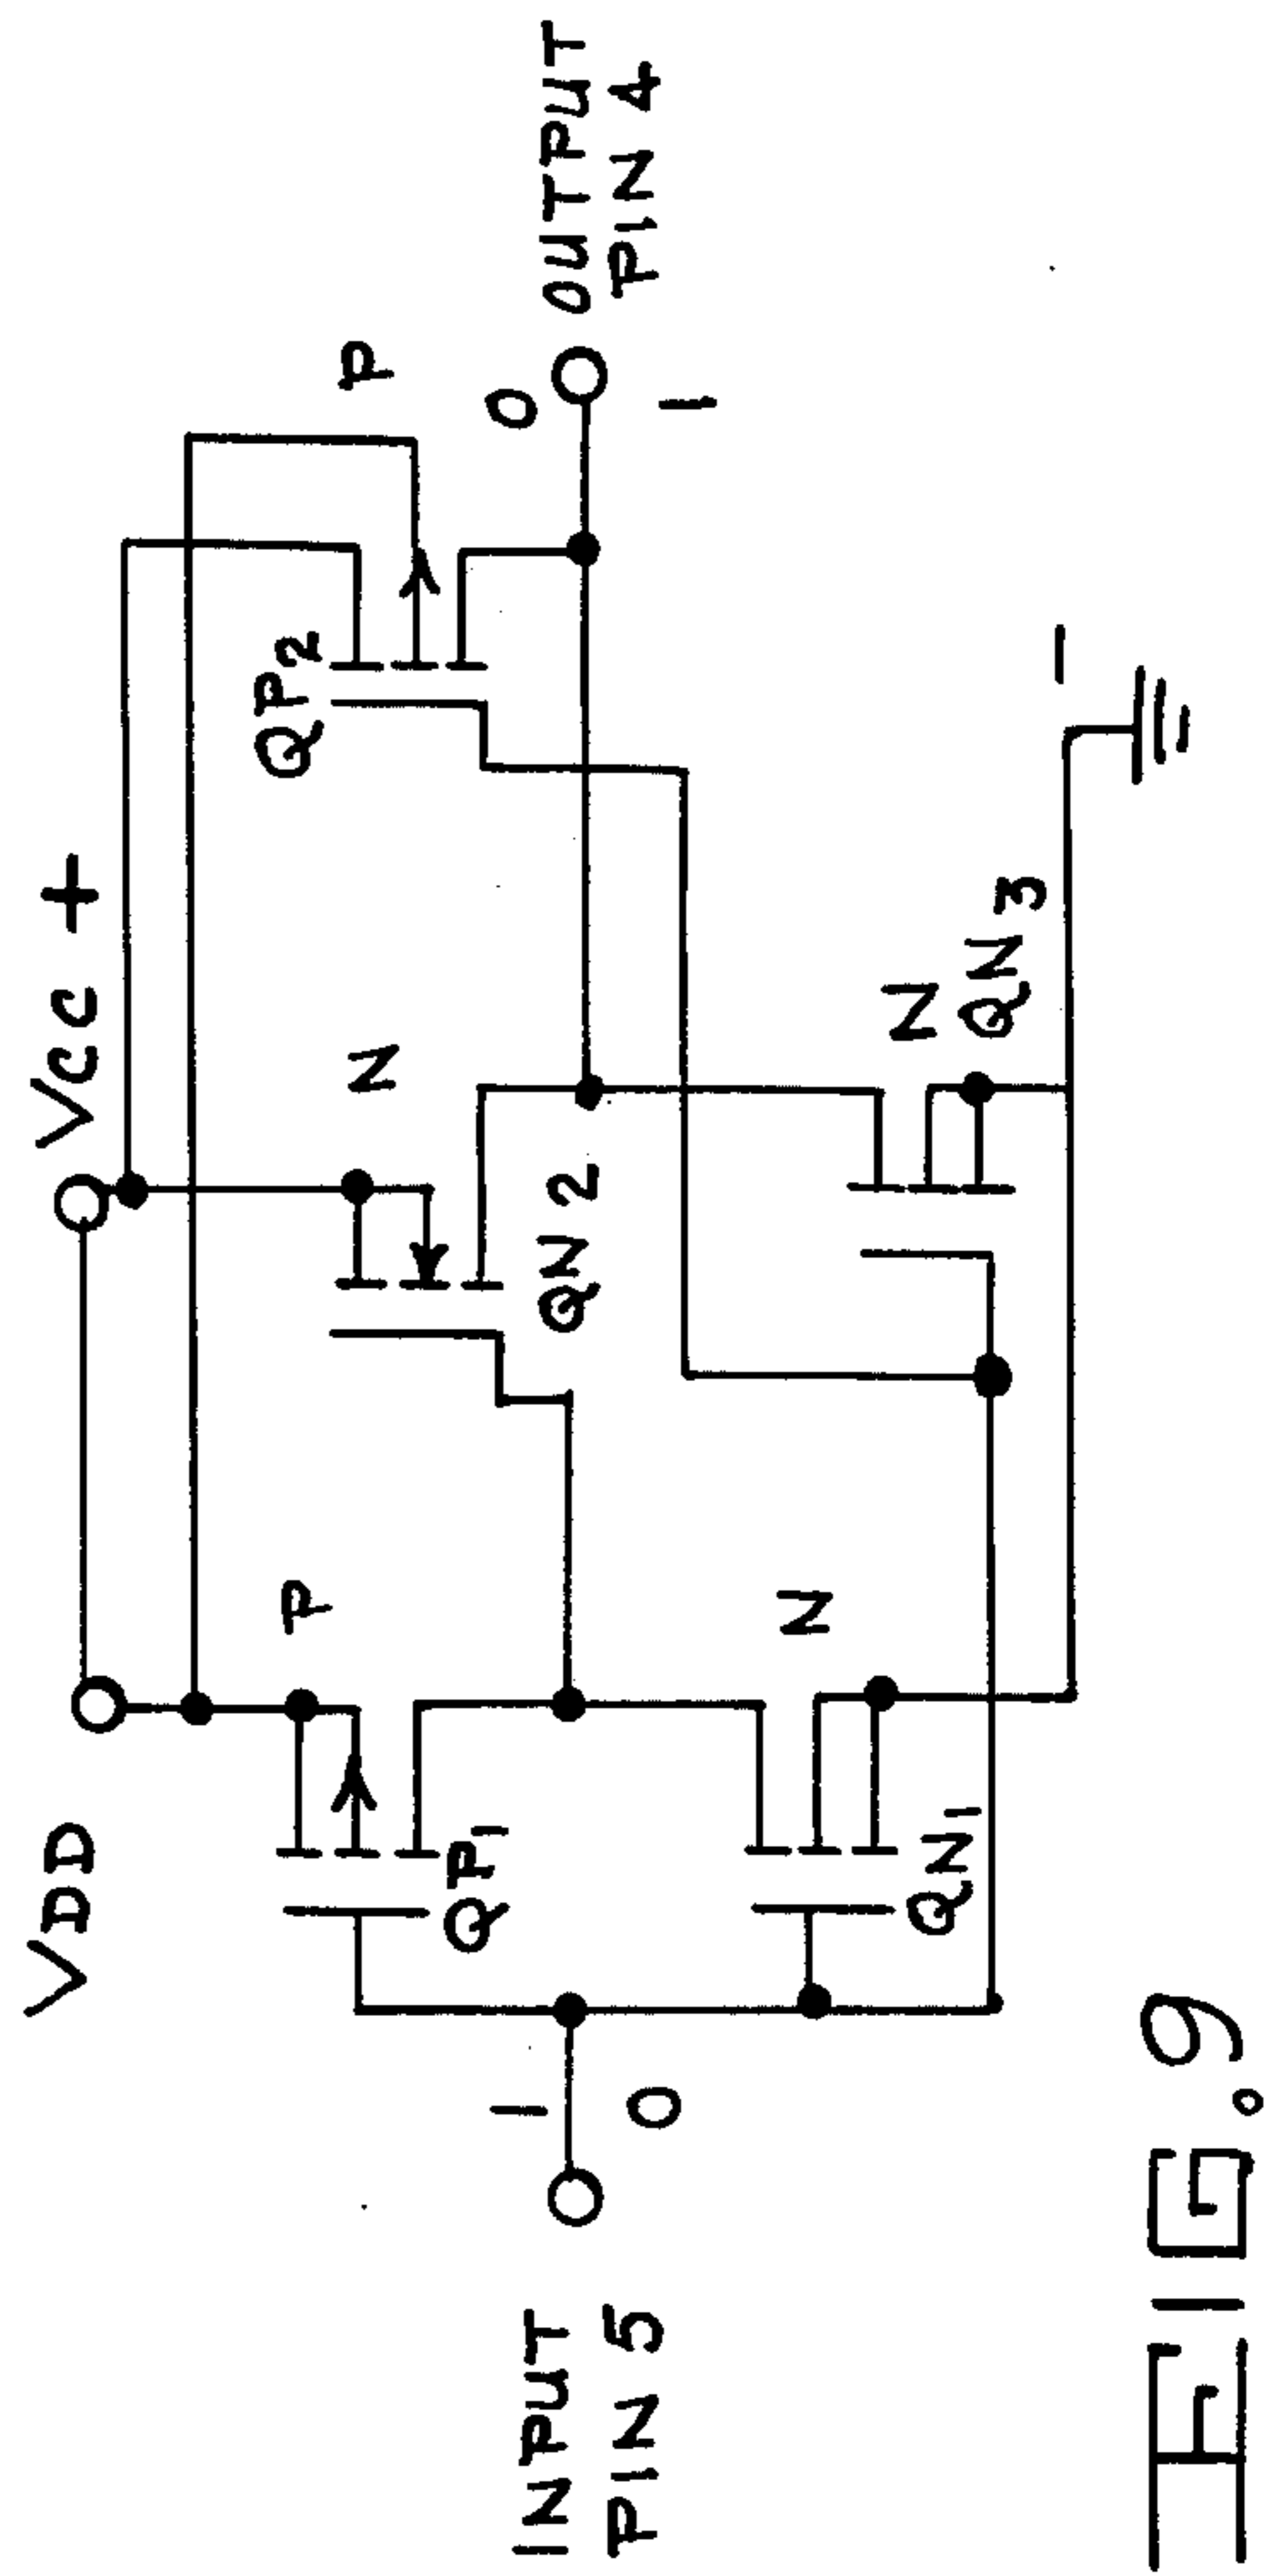 VDD
VCC +
P
QP1
N
QN2
QP2
P
INPUT
PIN 5
1
0
0
1
OUTPUT
PIN 4
N
QN1
N
QN3
–
FIG. 9